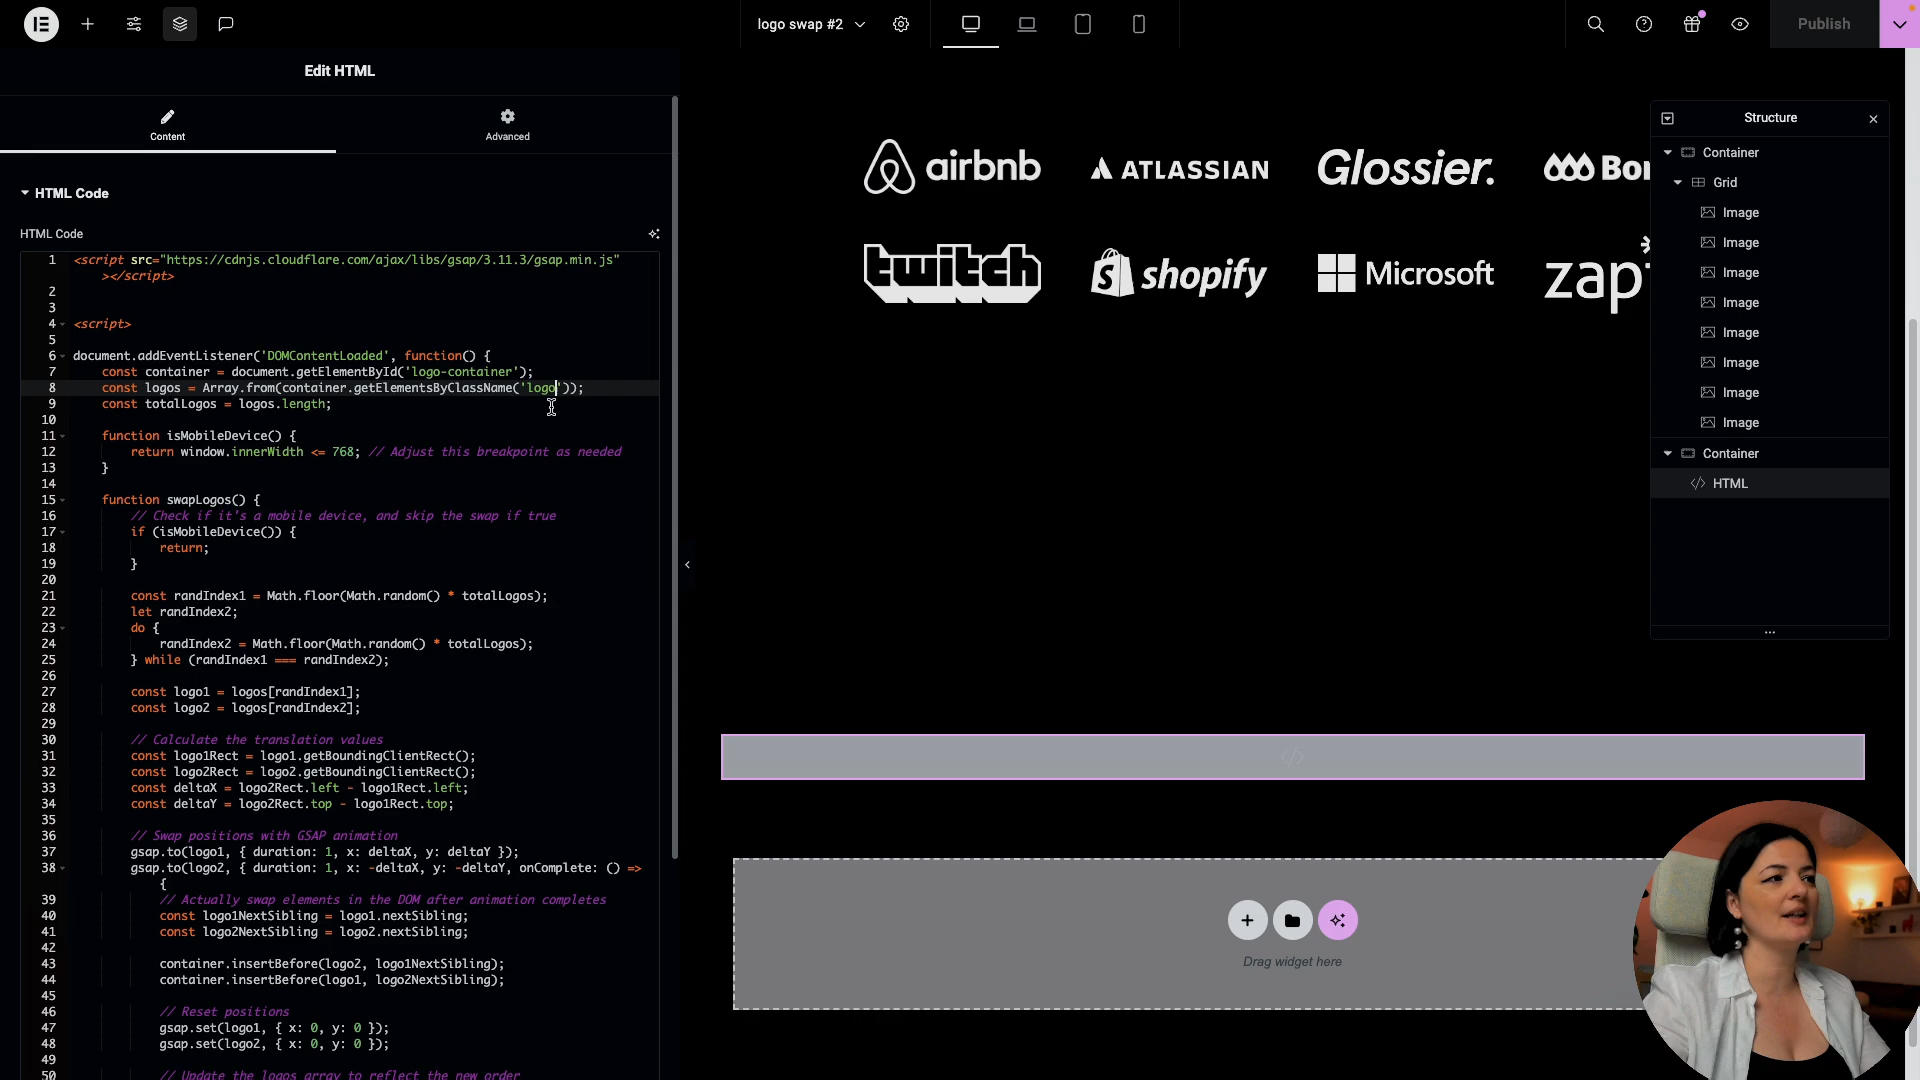 logo swap #2
Publish
Edit HTML
Content
Advanced
HTML Code
HTML Code
1 <script src="https://cdnjs.cloudflare.com/ajax/libs/gsap/3.11.3/gsap.min.js"
></script>
2
3
4 <script>
5
6 document.addEventListener('DOMContentLoaded', function() {
7 const container = document.getElementById('logo-container');
8 const logos = Array.from(container.getElementsByClassName('logo'));
9 const totalLogos = logos.length;
10
11 function isMobileDevice() {
12 return window.innerWidth <= 768; // Adjust this breakpoint as needed
13 }
14
15 function swapLogos() {
16 // Check if it's a mobile device, and skip the swap if true
17 if (isMobileDevice()) {
18 return;
19 }
20
21 const randIndex1 = Math.floor(Math.random() * totalLogos);
22 let randIndex2;
23 do {
24 randIndex2 = Math.floor(Math.random() * totalLogos);
25 } while (randIndex1 === randIndex2);
26
27 const logo1 = logos[randIndex1];
28 const logo2 = logos[randIndex2];
29
30 // Calculate the translation values
31 const logo1Rect = logo1.getBoundingClientRect();
32 const logo2Rect = logo2.getBoundingClientRect();
33 const deltaX = logo2Rect.left - logo1Rect.left;
34 const deltaY = logo2Rect.top - logo1Rect.top;
35
36 // Swap positions with GSAP animation
37 gsap.to(logo1, { duration: 1, x: deltaX, y: deltaY });
38 gsap.to(logo2, { duration: 1, x: -deltaX, y: -deltaY, onComplete: () =>
{
39 // Actually swap elements in the DOM after animation completes
40 const logo1NextSibling = logo1.nextSibling;
41 const logo2NextSibling = logo2.nextSibling;
42
43 container.insertBefore(logo2, logo1NextSibling);
44 container.insertBefore(logo1, logo2NextSibling);
45
46 // Reset positions
47 gsap.set(logo1, { x: 0, y: 0 });
48 gsap.set(logo2, { x: 0, y: 0 });
49
50 // Update the logos array to reflect the new order
airbnb
ATLASSIAN
Glossier.
Bon
twitch
shopify
Microsoft
zapi
Drag widget here
Structure
Container
Grid
Image
Image
Image
Image
Image
Image
Image
Image
Container
</> HTML
...